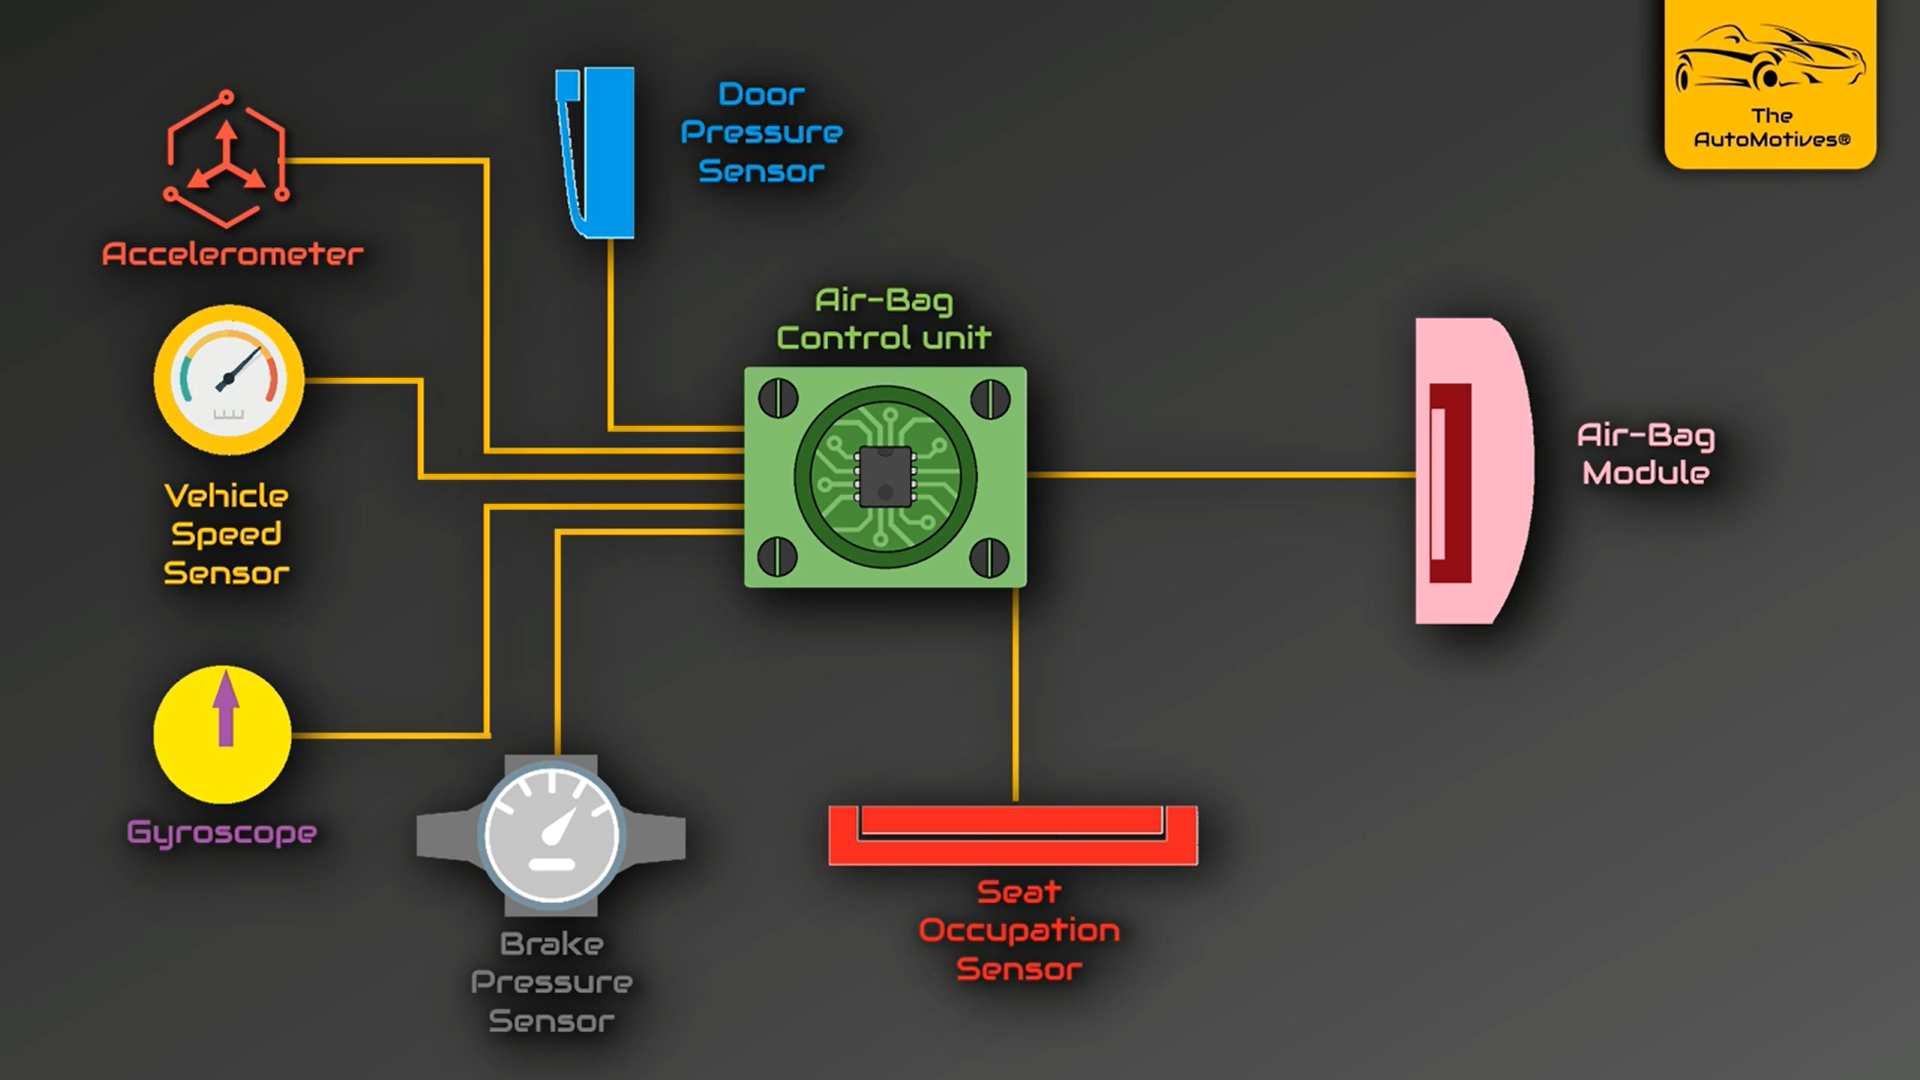 Door
Pressure
Sensor
The
AutoMotives®
Accelerometer
Air-Bag
Control unit
Vehicle
Speed
Sensor
Air-Bag
Module
Gyroscope
Brake
Pressure
Sensor
Seat
Occupation
Sensor